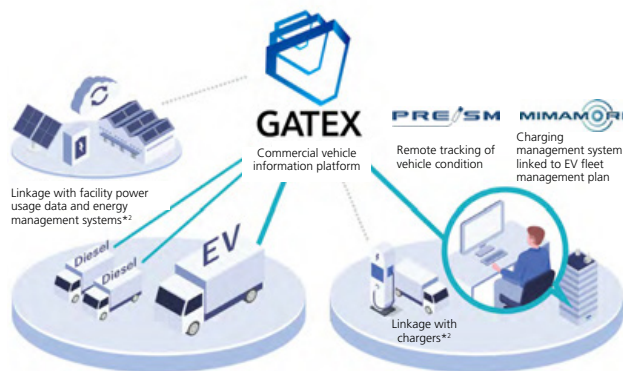 GATEX
Commercial vehicle
information platform
PREISM
MIMAMORI
Remote tracking of
vehicle condition
Charging
management system
linked to EV fleet
management plan
Linkage with facility power
usage data and energy
management systems*2
Diesel
Diesel
EV
Linkage with
chargers*2